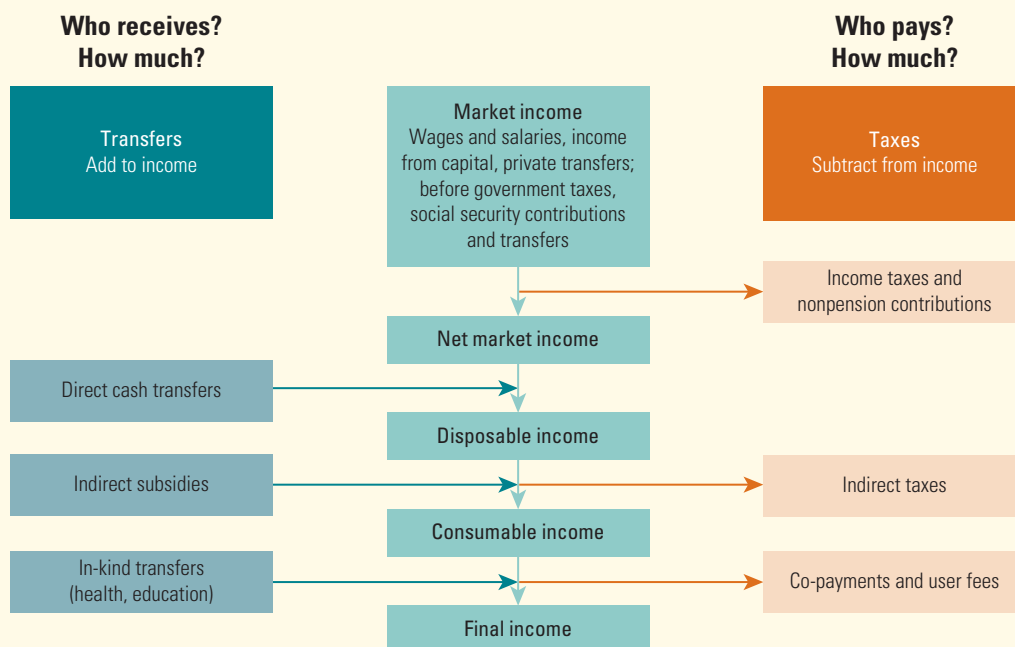 Who receives?
How much?
Who pays?
How much?
Transfers
Add to income
Market income
Wages and salaries, income
from capital, private transfers;
before government taxes,
social security contributions
and transfers
Taxes
Subtract from income
Income taxes and
nonpension contributions
Net market income
Direct cash transfers
Disposable income
Indirect subsidies
Indirect taxes
Consumable income
In-kind transfers
(health, education)
Co-payments and user fees
Final income